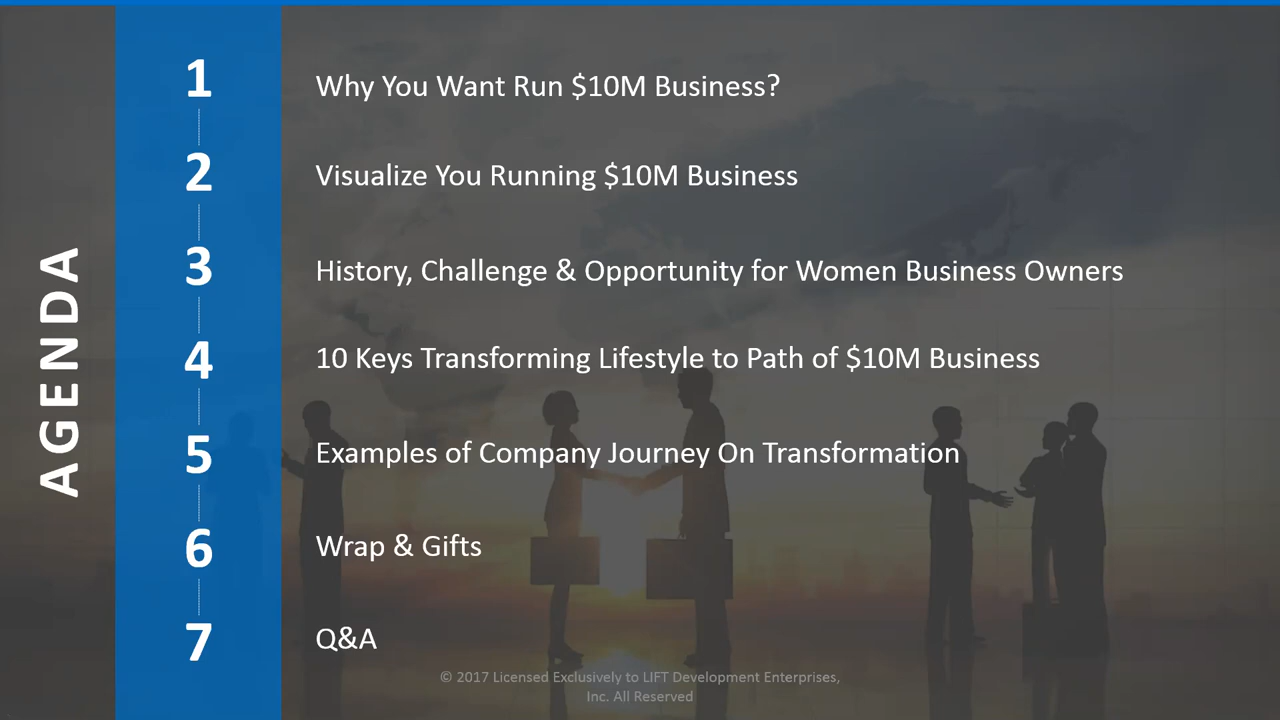 AGENDA
1
Why You Want Run $10M Business?
2
Visualize You Running $10M Business
3
History, Challenge & Opportunity for Women Business Owners
4
10 Keys Transforming Lifestyle to Path of $10M Business
5
Examples of Company Journey On Transformation
6
Wrap & Gifts
7
Q&A
© 2017 Licensed Exclusively to LIFT Development Enterprises,
Inc. All Reserved